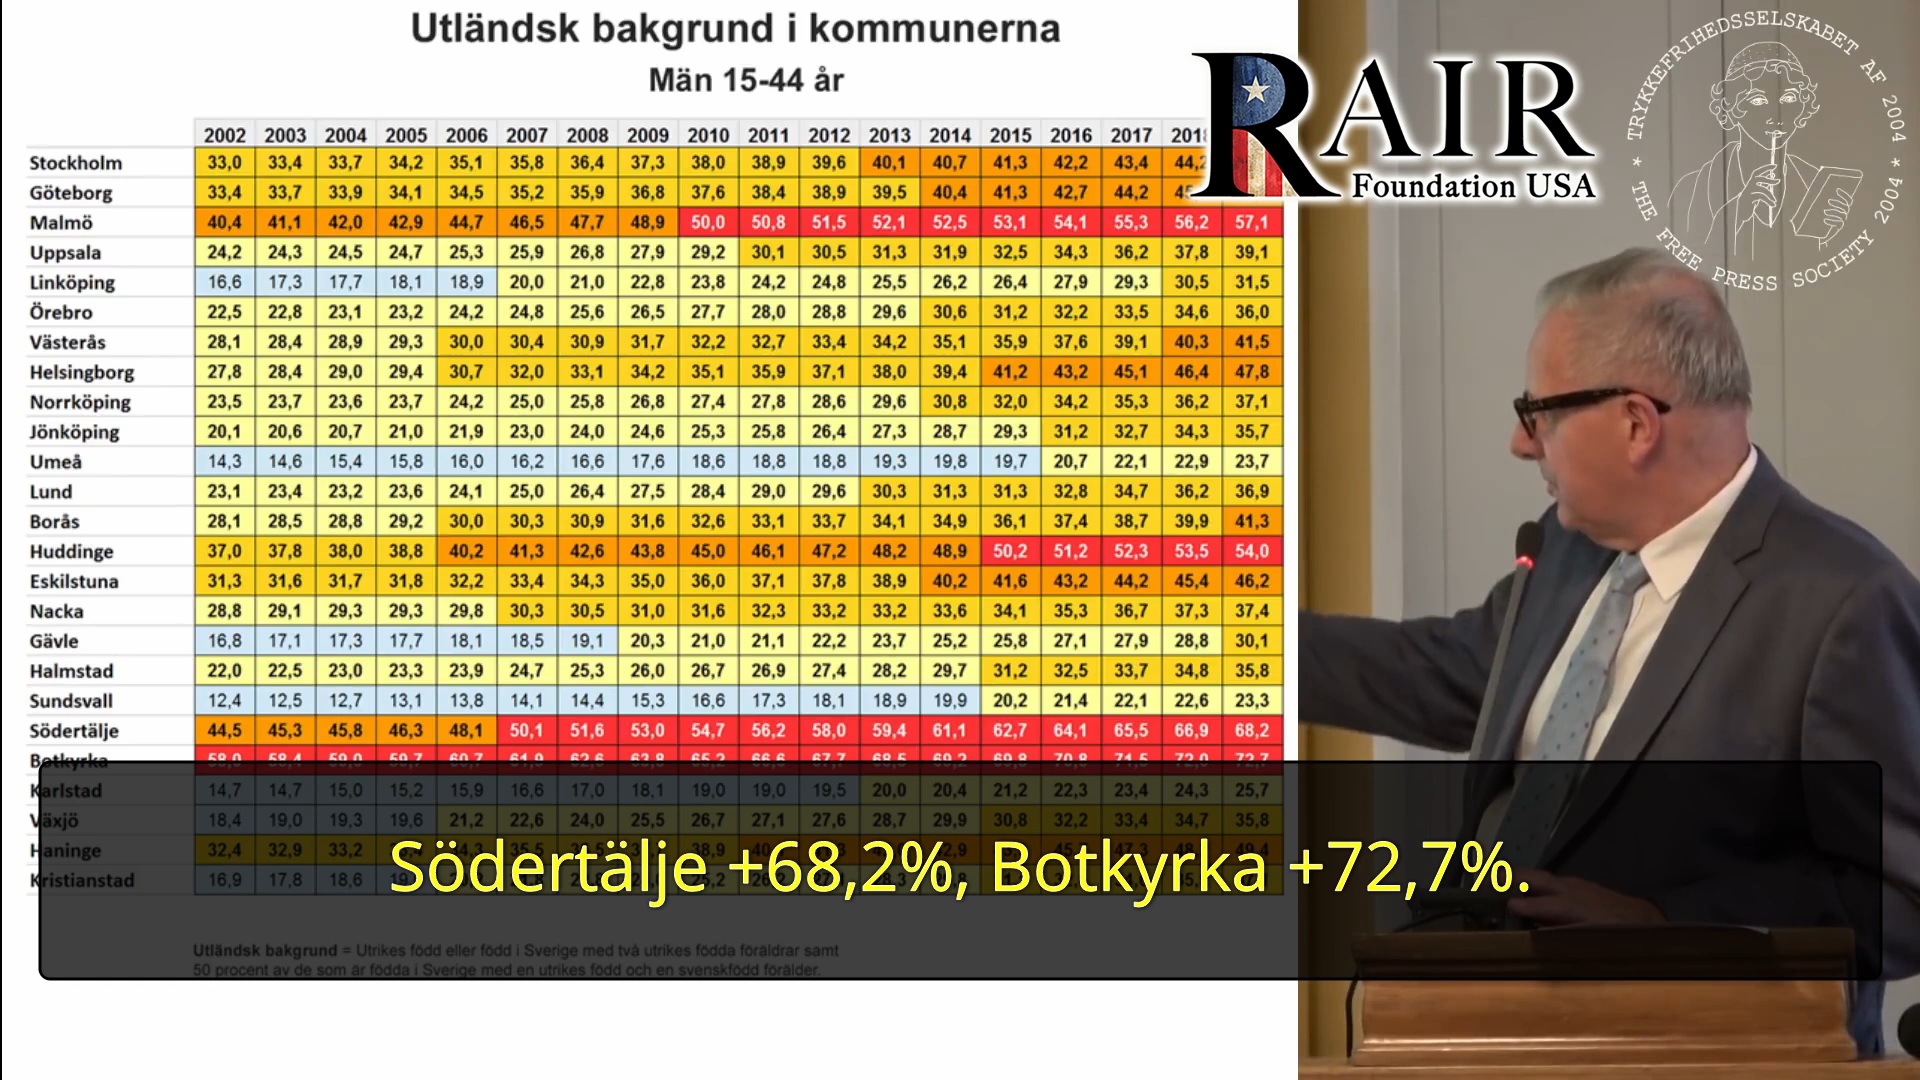 Utländsk bakgrund i kommunerna
Män 15-44 år
2002 2003 2004 2005 2006 2007 2008 2009 2010 2011 2012 2013 2014 2015 2016 2017
Stockholm 33,0 33,4 33,7 34,2 35,1 35,8 36,4 37,3 38,0 38,9 39,6 40,1 40,7 41,3 42,2 43,4 44,2
Göteborg 33,4 33,7 33,9 34,1 34,5 35,2 35,9 36,8 37,6 38,4 38,9 39,5 40,4 41,3 42,7 44,2
Malmö 40,4 41,1 42,0 42,9 44,7 46,5 47,7 48,9 50,0 50,8 51,5 52,1 52,5 53,1 54,1 55,3 56,2 57,1
Uppsala 24,2 24,3 24,5 24,7 25,3 25,9 26,8 27,9 29,2 30,1 30,5 31,3 31,9 32,5 34,3 36,2 37,8 39,1
Linköping 16,6 17,3 17,7 18,1 18,9 20,0 21,0 22,8 23,8 24,2 24,8 25,5 26,2 26,4 27,9 29,3 30,5 31,5
Örebro 22,5 22,8 23,1 23,2 24,2 24,8 25,6 26,5 27,7 28,0 28,8 29,6 30,6 31,2 32,2 33,5 34,6 36,0
Västerås 28,1 28,4 28,9 29,3 30,0 30,4 30,9 31,7 32,2 32,7 33,4 34,2 35,1 35,9 37,6 39,1 40,3 41,5
Helsingborg 27,8 28,4 29,0 29,4 30,7 32,0 33,1 34,2 35,1 35,9 37,1 38,0 39,4 41,2 43,2 45,1 46,4 47,8
Norrköping 23,5 23,7 23,6 23,7 24,2 25,0 25,8 26,8 27,4 27,8 28,6 29,6 30,8 32,0 34,2 35,3 36,2 37,1
Jönköping 20,1 20,6 20,7 21,0 21,9 23,0 24,0 24,6 25,3 25,8 26,4 27,3 28,7 29,3 31,2 32,7 34,3 35,7
Umeå 14,3 14,6 15,4 15,8 16,0 16,2 16,6 17,6 18,6 18,8 18,8 19,3 19,8 19,7 20,7 22,1 22,9 23,7
Lund 23,1 23,4 23,2 23,6 24,1 25,0 26,4 27,5 28,4 29,0 29,6 30,3 31,3 31,3 32,8 34,7 36,2 36,9
Borås 28,1 28,5 28,8 29,2 30,0 30,3 30,9 31,6 32,6 33,1 33,7 34,1 34,9 36,1 37,4 38,7 39,9 41,3
Huddinge 37,0 37,8 38,0 38,8 40,2 41,3 42,6 43,8 45,0 46,1 47,2 48,2 48,9 50,2 51,2 52,3 53,5 54,0
Eskilstuna 31,3 31,6 31,7 31,8 32,2 33,4 34,3 35,0 36,0 37,1 37,8 38,9 40,2 41,6 43,2 44,2 45,4 46,2
Nacka 28,8 29,1 29,3 29,3 29,8 30,3 30,5 31,0 31,6 32,3 33,2 33,2 33,6 34,1 35,3 36,7 37,3 37,4
Gävle 16,8 17,1 17,3 17,7 18,1 18,5 19,1 20,3 21,0 21,1 22,2 23,7 25,2 25,8 27,1 27,9 28,8 30,1
Halmstad 22,0 22,5 23,0 23,3 23,9 24,7 25,3 26,0 26,7 26,9 27,4 28,2 29,7 31,2 32,5 33,7 34,8 35,8
Sundsvall 12,4 12,5 12,7 13,1 13,8 14,1 14,4 15,3 16,6 17,3 18,1 18,9 19,9 20,2 21,4 22,1 22,6 23,3
Södertälje 44,5 45,3 45,8 46,3 48,1 50,1 51,6 53,0 54,7 56,2 58,0 59,4 61,1 62,7 64,1 65,5 66,9 68,2
Botkyrka 58,0 58,4 59,0 59,7 60,7 61,9 62,6 63,8 65,2 66,6 67,7 68,5 69,2 69,8 70,8 71,5 72,0 72,7
Karlstad 14,7 14,7 15,0 15,2 15,9 16,6 17,0 18,1 19,0 19,0 19,5 20,0 20,4 21,2 22,3 23,4 24,3 25,7
Växjö 18,4 19,0 19,3 19,6 21,2 22,6 24,0 25,5 26,7 27,1 27,6 28,7 29,9 30,8 32,2 33,4 34,7 35,8
Haninge 32,4 32,9 33,2
Kristianstad 16,9 17,8 18,6
Södertälje +68,2%, Botkyrka +72,7%.
Utländsk bakgrund = Utrikes född eller född i Sverige med två utrikes födda föräldrar samt
50 procent av de som är födda i Sverige med en utrikes född och en svenskfödd förälder.
RAIR
Foundation USA
TRYKKEFRIHEDSSELSKABET AF 2004 *
* THE FREE PRESS SOCIETY 2004